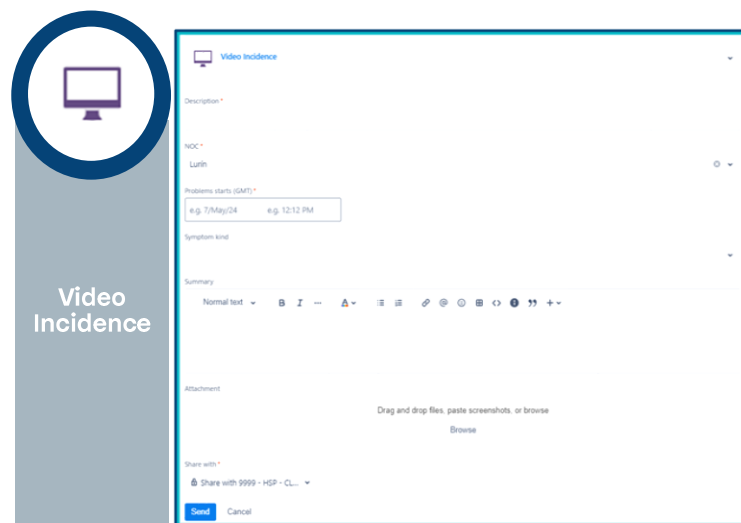 Video Incidence
Description *
NOC *
Lurín
Problems starts (GMT) *
e.g. 7/May/24 e.g. 12:12 PM
Symptom kind
Summary
Normal text B I ... A
Attachment
Drag and drop files, paste screenshots, or browse
Browse
Share with *
Share with 9999 - HSP - CL...
Send Cancel
Video
Incidence